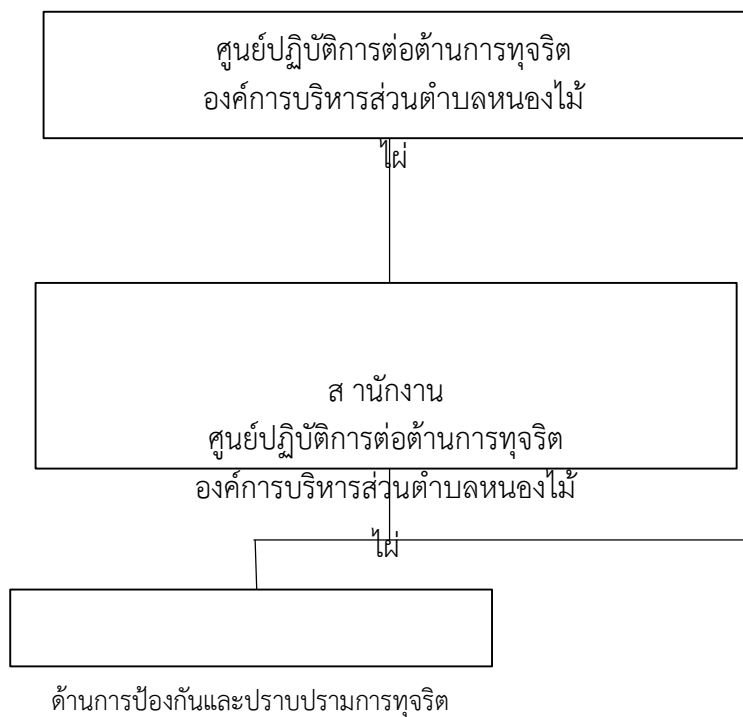 ศูนย์ปฏิบัติการต่อต้านการทุจริต
องค์การบริหารส่วนตำบลหนองไม้
ไผ่
ส านักงาน
ศูนย์ปฏิบัติการต่อต้านการทุจริต
องค์การบริหารส่วนตำบลหนองไม้
ไผ่
ด้านการป้องกันและปราบปรามการทุจริต